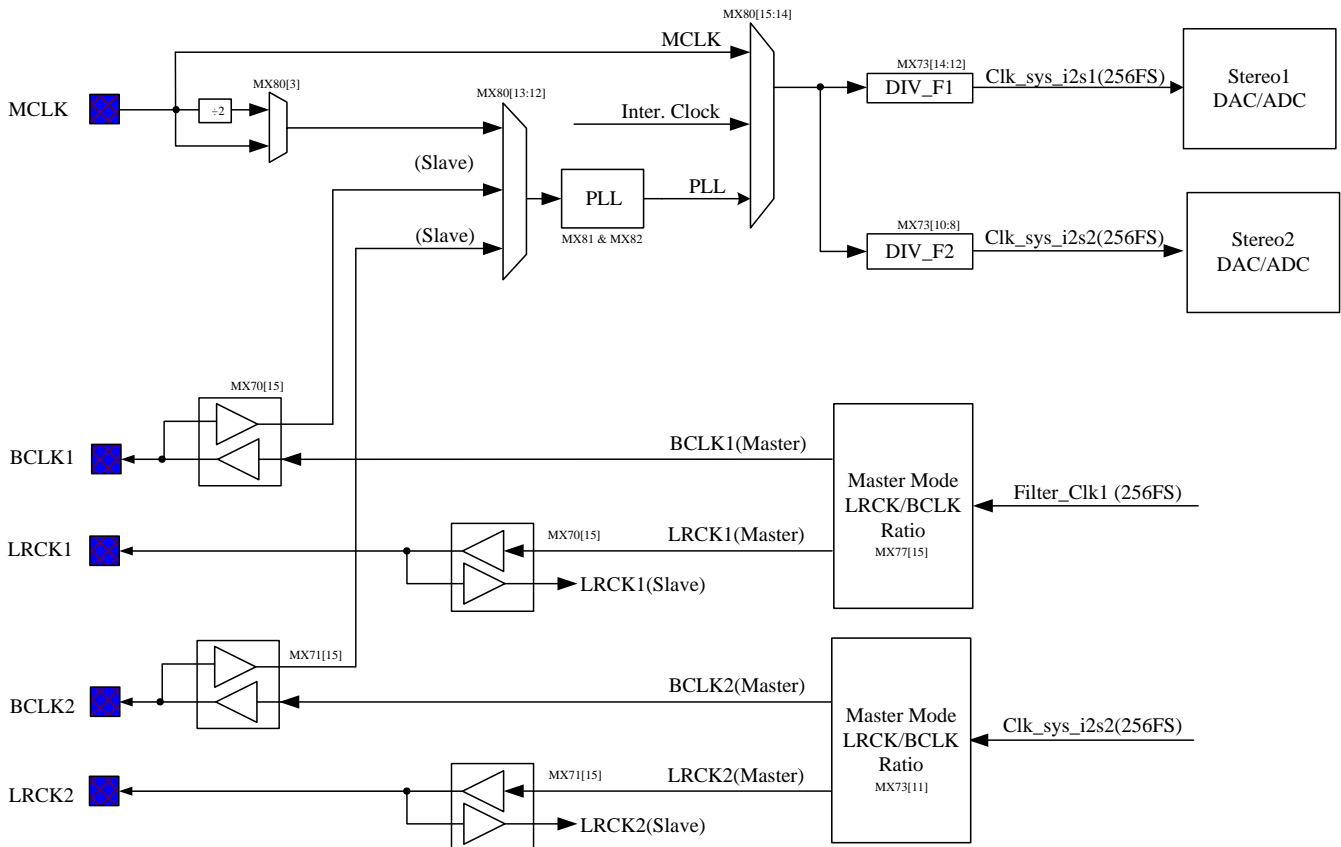 MX80[15:14]
MCLK
MX73[14:12]
DIV_F1
Clk_sys_i2s1(256FS)
Stereo1
DAC/ADC
MX80[3]
MX80[13:12]
MCLK
÷2
Inter. Clock
(Slave)
PLL
PLL
MX81 & MX82
(Slave)
MX73[10:8]
DIV_F2
Clk_sys_i2s2(256FS)
Stereo2
DAC/ADC
MX70[15]
BCLK1
BCLK1(Master)
Master Mode
LRCK/BCLK
Ratio
MX77[15]
Filter_Clk1 (256FS)
LRCK1
MX70[15]
LRCK1(Master)
LRCK1(Slave)
MX71[15]
BCLK2
BCLK2(Master)
Master Mode
LRCK/BCLK
Ratio
MX73[11]
Clk_sys_i2s2(256FS)
LRCK2
MX71[15]
LRCK2(Master)
LRCK2(Slave)